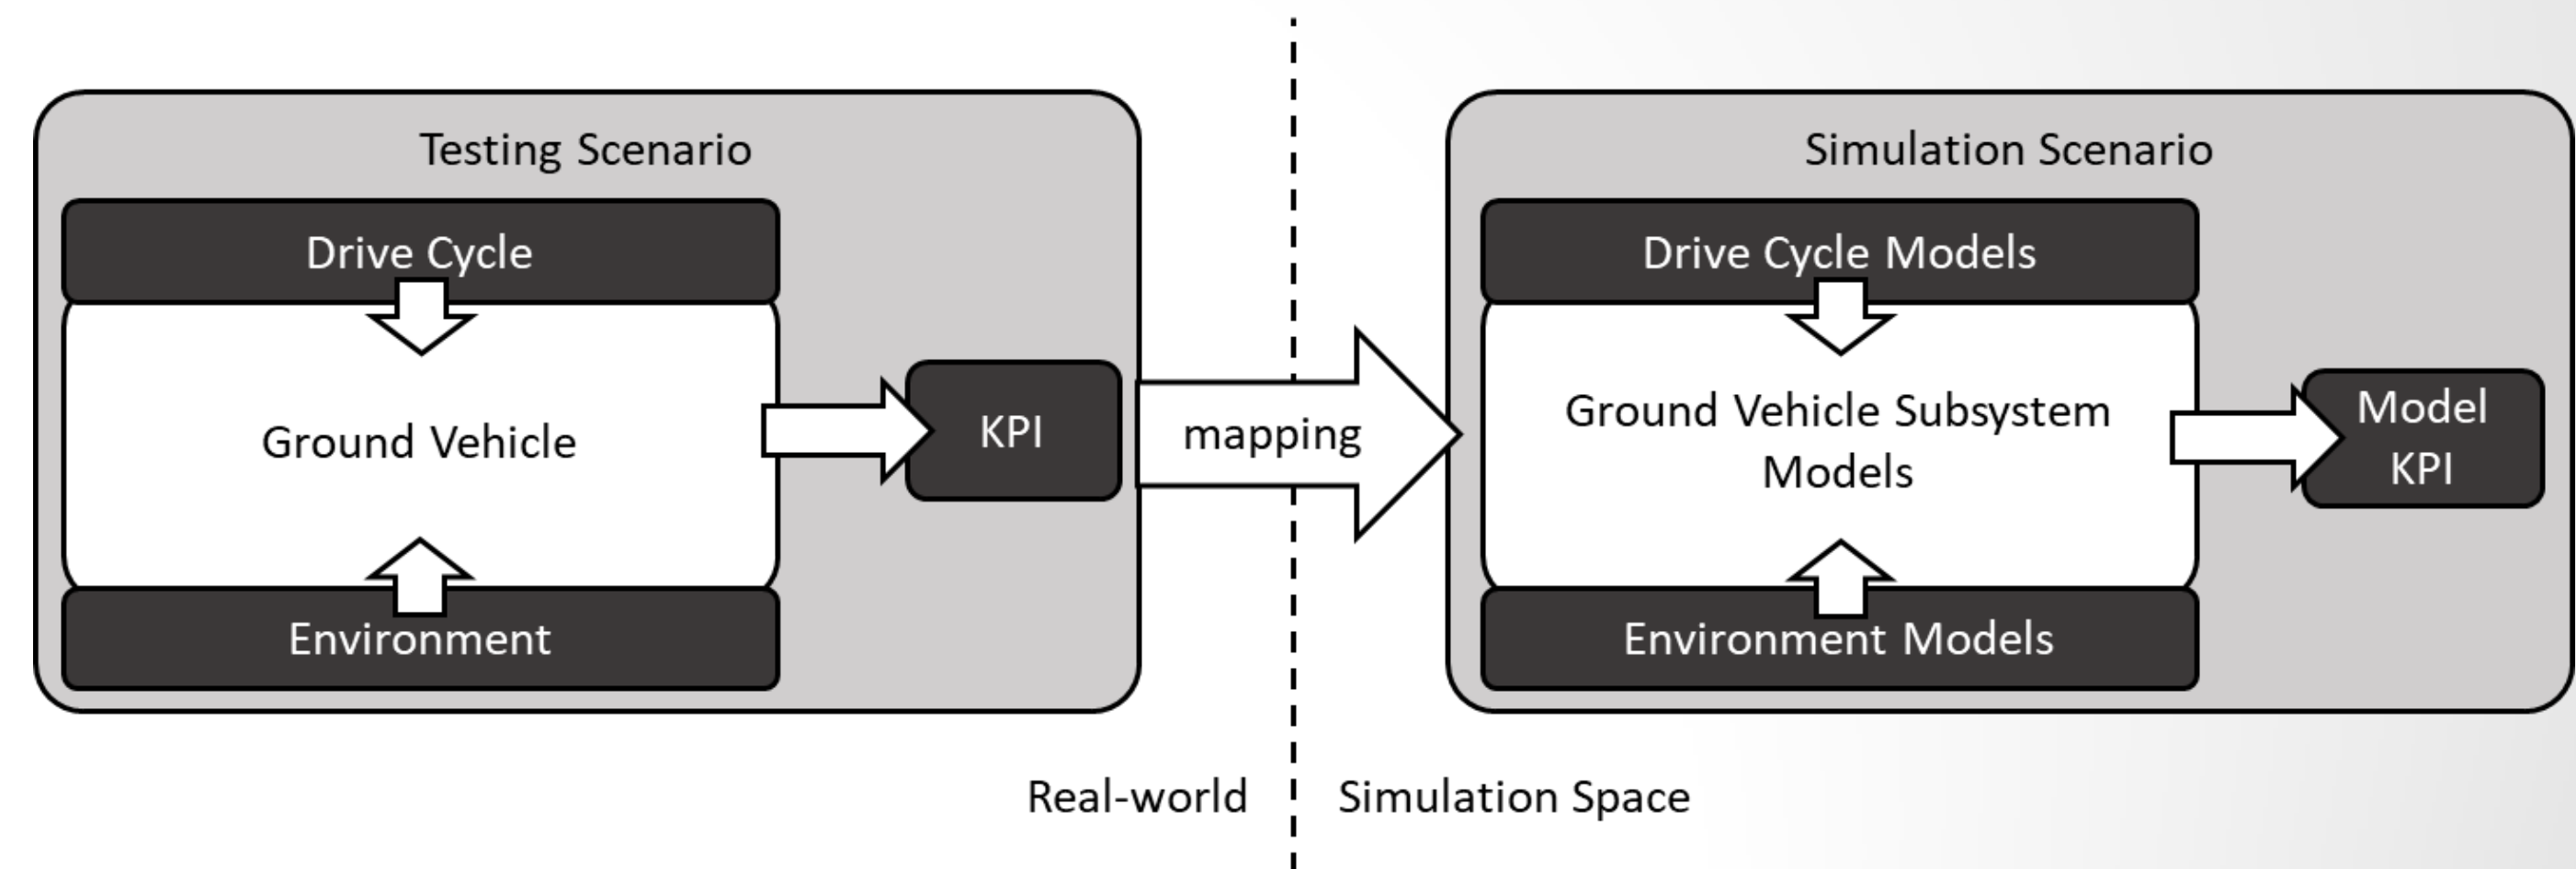 Testing Scenario
Drive Cycle
Ground Vehicle
Environment
KPI
mapping
Simulation Scenario
Drive Cycle Models
Ground Vehicle Subsystem
Models
Environment Models
Model
KPI
Real-world
Simulation Space